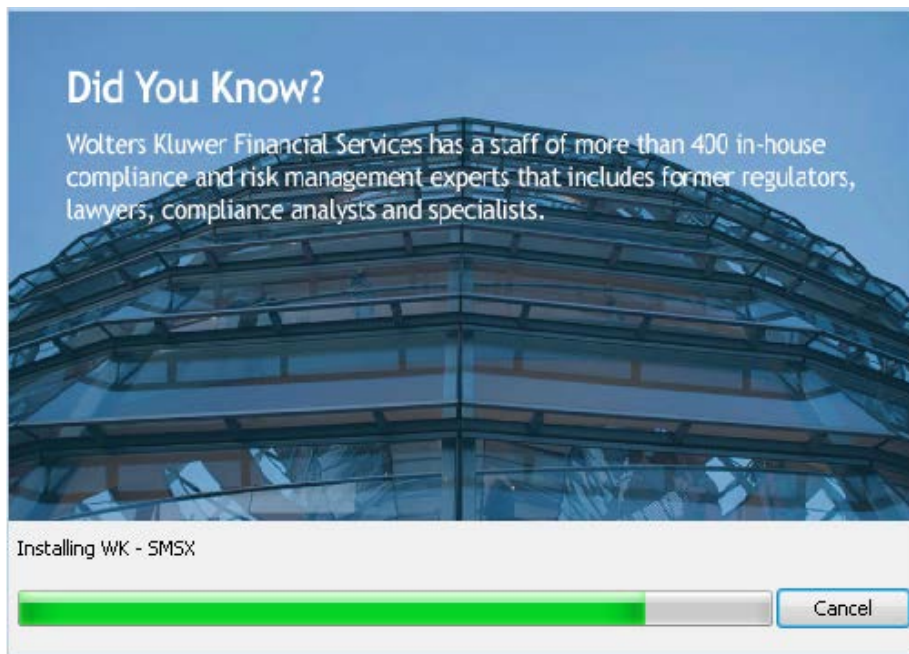 Did You Know?
Wolters Kluwer Financial Services has a staff of more than 400 in-house
compliance and risk management experts that includes former regulators,
lawyers, compliance analysts and specialists.
Installing WK - SMSX
Cancel